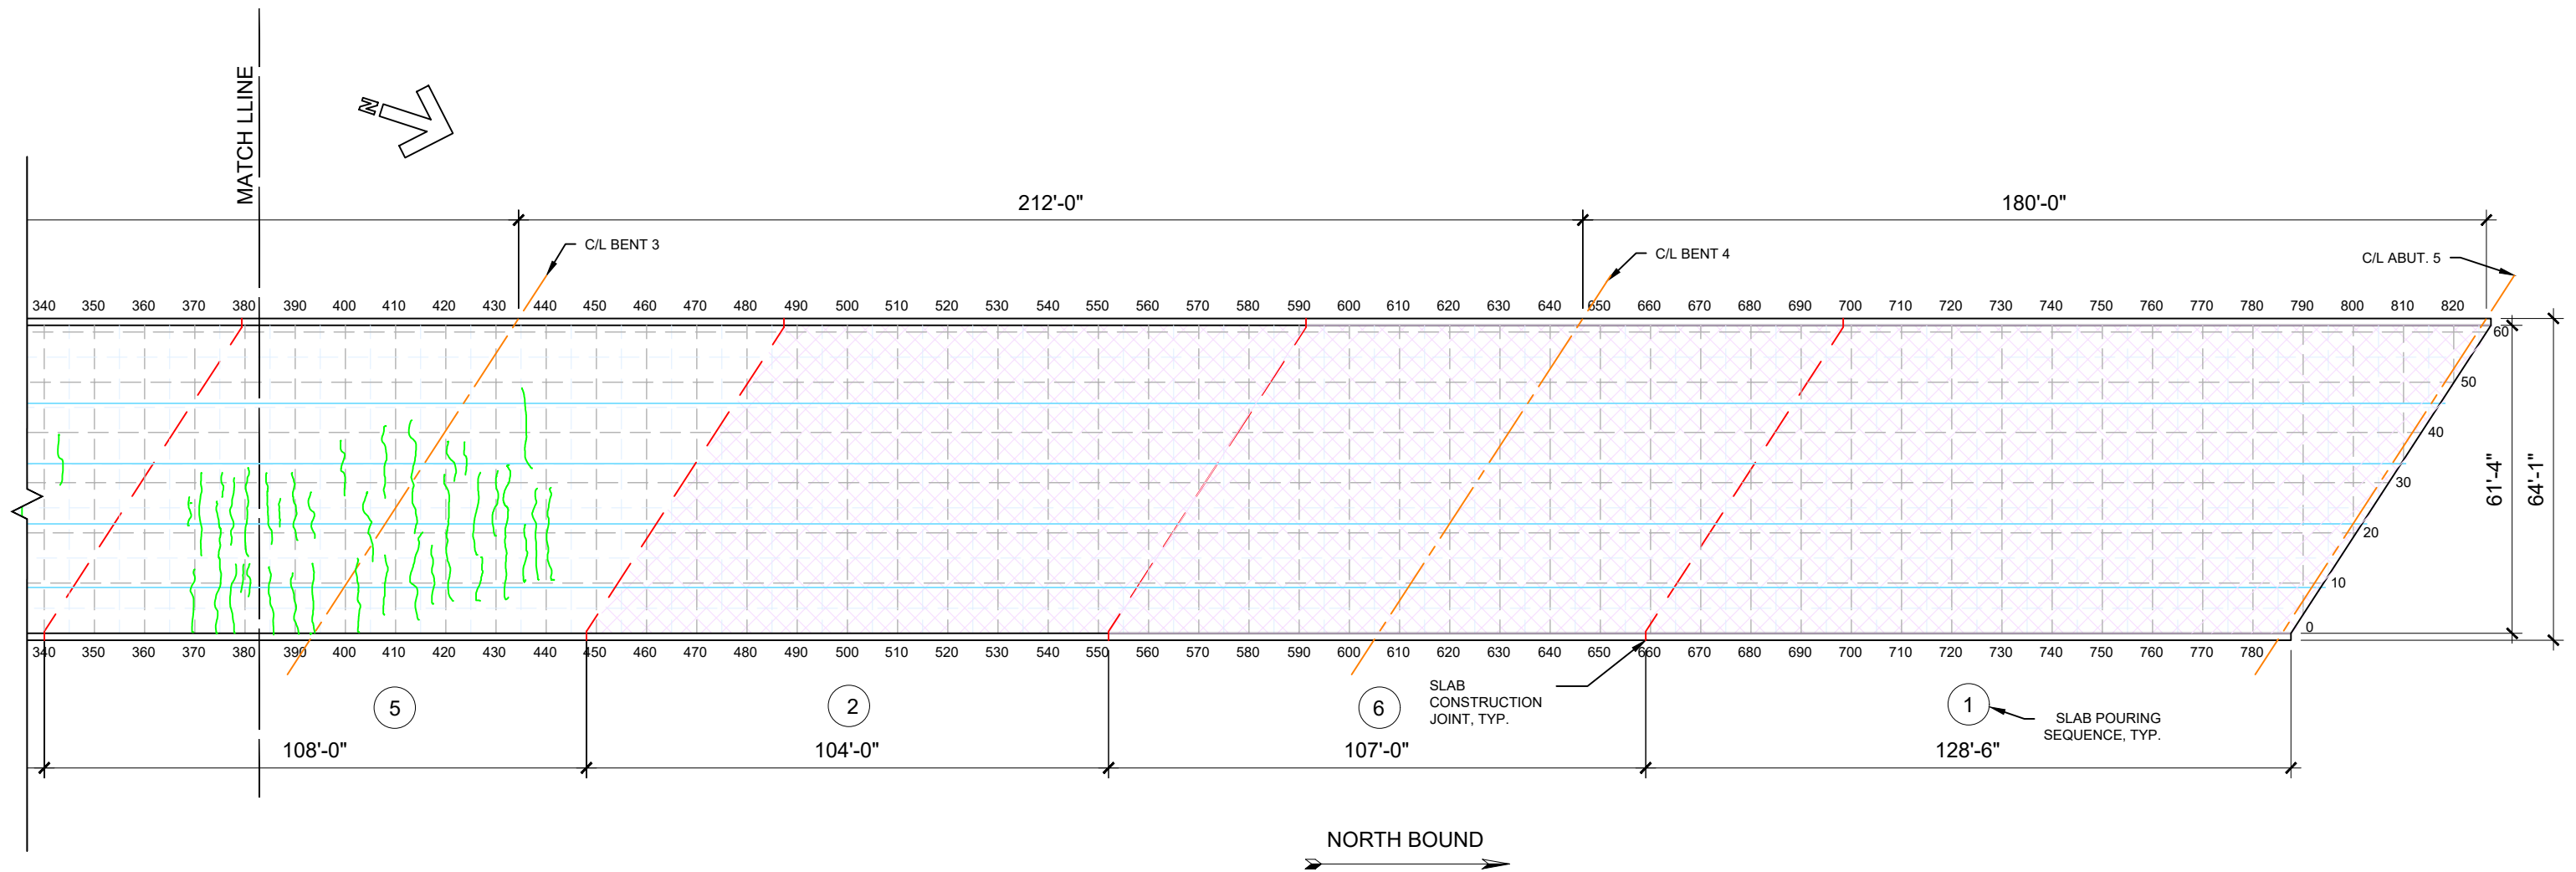 MATCH LLINE
N
212'-0"
180'-0"
C/L BENT 3
C/L BENT 4
C/L ABUT. 5
340 350 360 370 380 390 400 410 420 430 440 450 460 470 480 490 500 510 520 530 540 550 560 570 580 590 600 610 620 630 640 650 660 670 680 690 700 710 720 730 740 750 760 770 780 790 800 810 820
60
50
40
30
20
10
0
61'-4"
64'-1"
340 350 360 370 380 390 400 410 420 430 440 450 460 470 480 490 500 510 520 530 540 550 560 570 580 590 600 610 620 630 640 650 660 670 680 690 700 710 720 730 740 750 760 770 780
5
2
6
SLAB
CONSTRUCTION
JOINT, TYP.
1
SLAB POURING
SEQUENCE, TYP.
108'-0"
104'-0"
107'-0"
128'-6"
NORTH BOUND